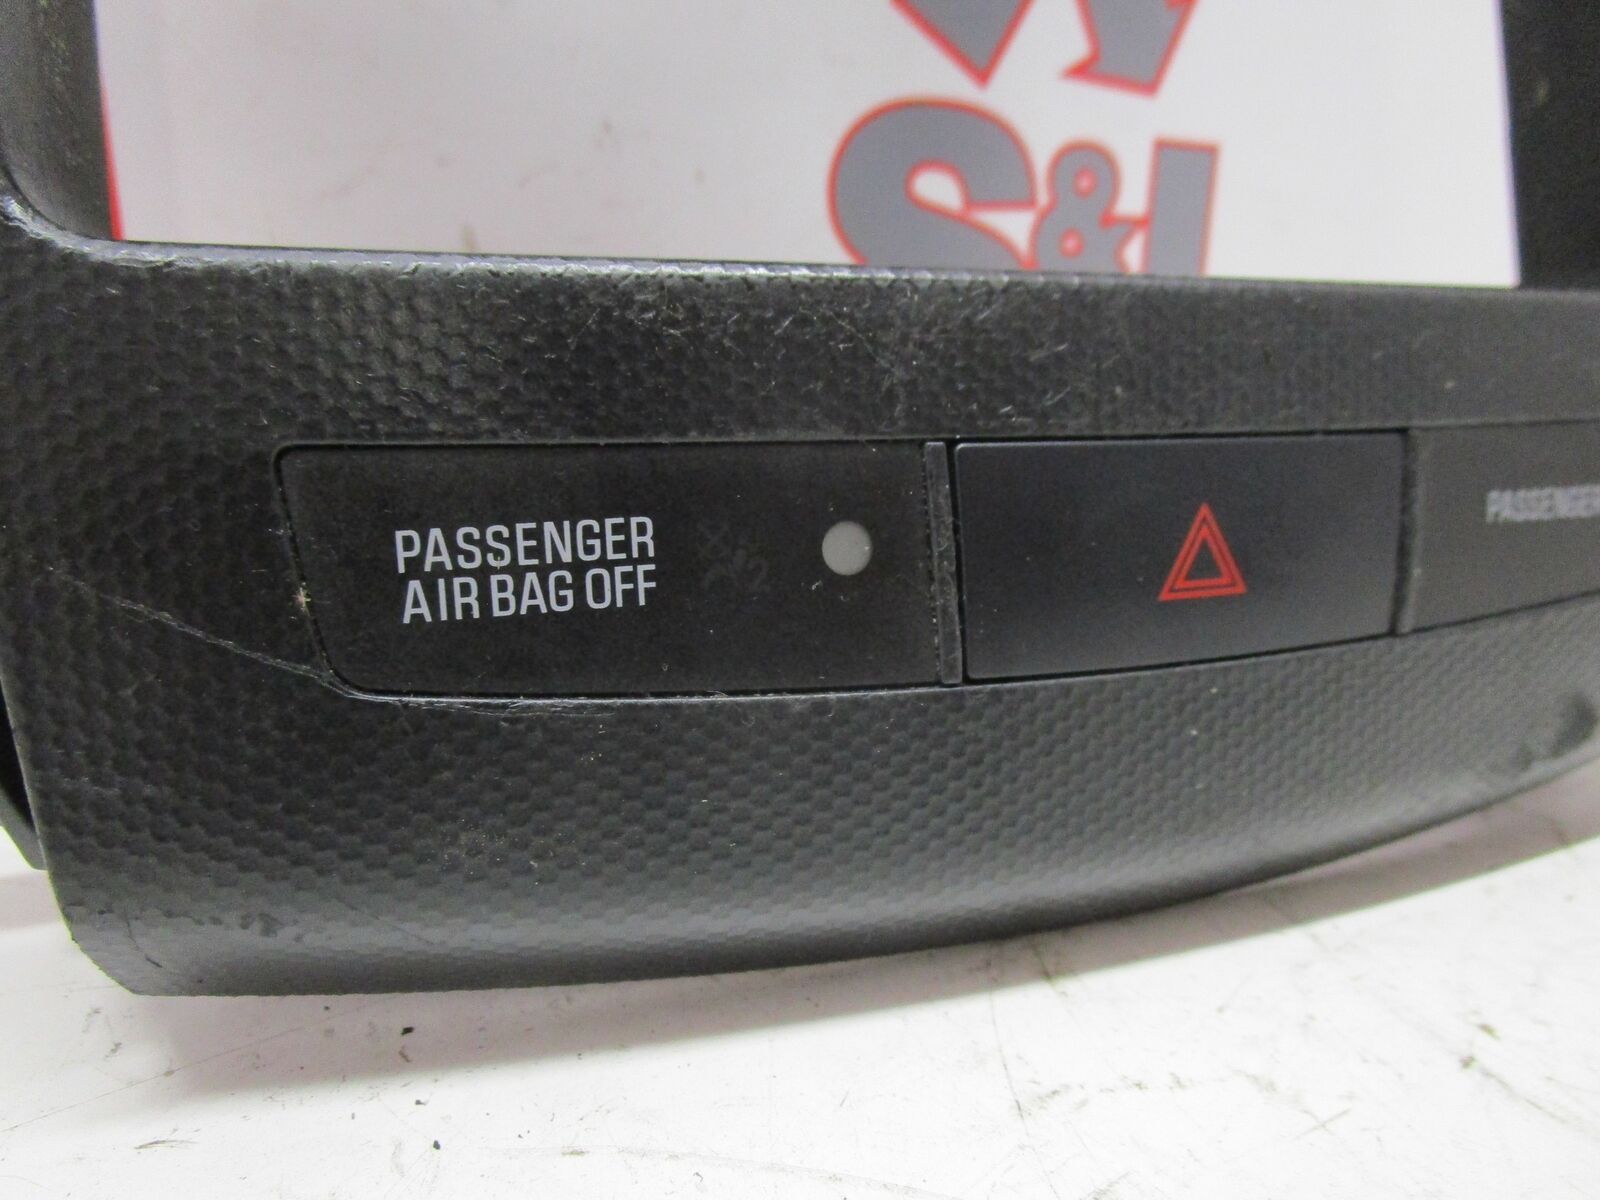 S&I
PASSENGER
AIR BAG OFF
PASSENGER